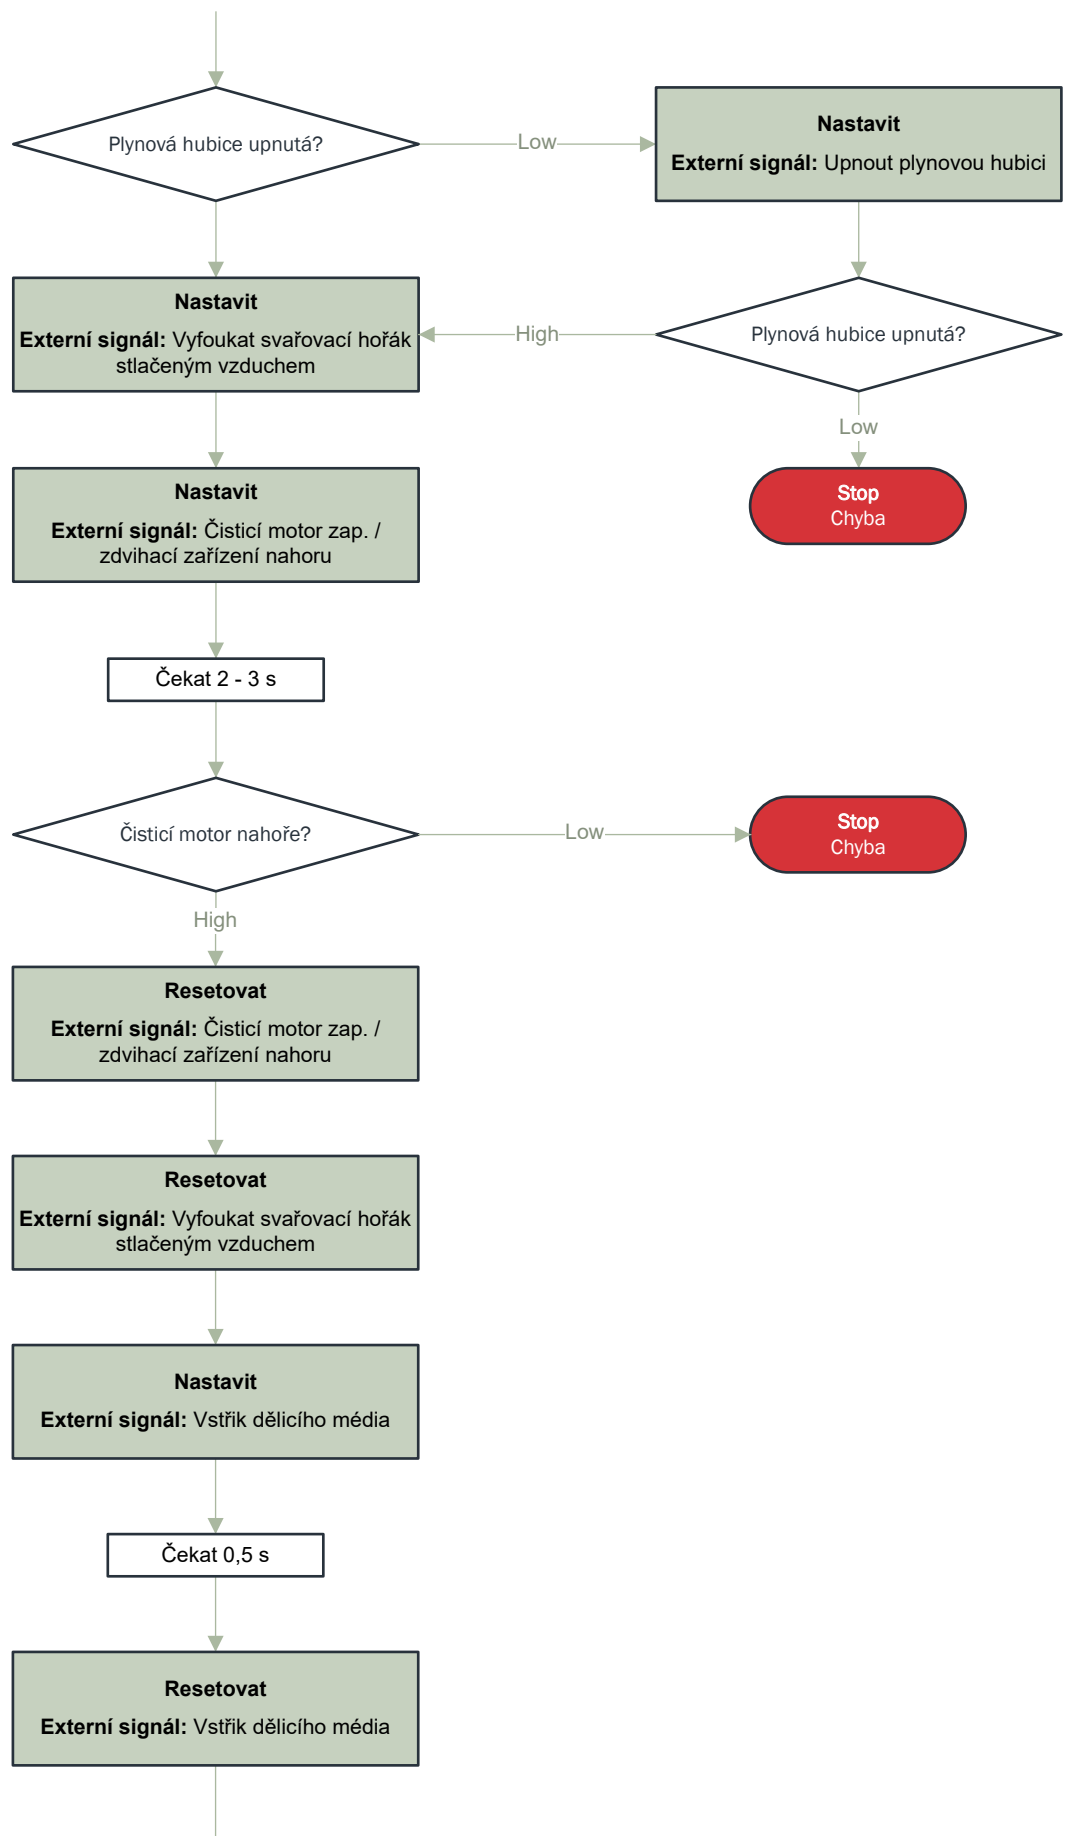 Plynová hubice upnutá?
Low
Nastavit
Externí signál: Upnout plynovou hubici
Nastavit
Externí signál: Vyfoukat svařovací hořák
stlačeným vzduchem
High
Plynová hubice upnutá?
Low
Stop
Chyba
Nastavit
Externí signál: Čisticí motor zap. /
zdvihací zařízení nahoru
Čekat 2 - 3 s
Čisticí motor nahoře?
Low
Stop
Chyba
High
Resetovat
Externí signál: Čisticí motor zap. /
zdvihací zařízení nahoru
Resetovat
Externí signál: Vyfoukat svařovací hořák
stlačeným vzduchem
Nastavit
Externí signál: Vstřik dělicího média
Čekat 0,5 s
Resetovat
Externí signál: Vstřik dělicího média